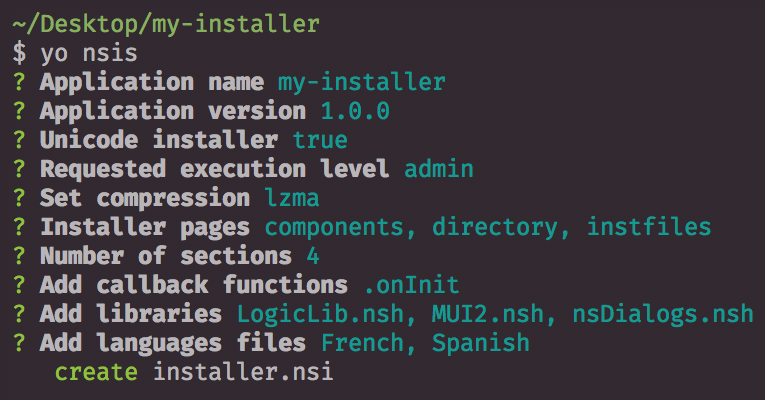 ~/Desktop/my-installer
$ yo nsis
? Application name my-installer
? Application version 1.0.0
? Unicode installer true
? Requested execution level admin
? Set compression lzma
? Installer pages components, directory, instfiles
? Number of sections 4
? Add callback functions .onInit
? Add libraries LogicLib.nsh, MUI2.nsh, nsDialogs.nsh
? Add languages files French, Spanish
create installer.nsi